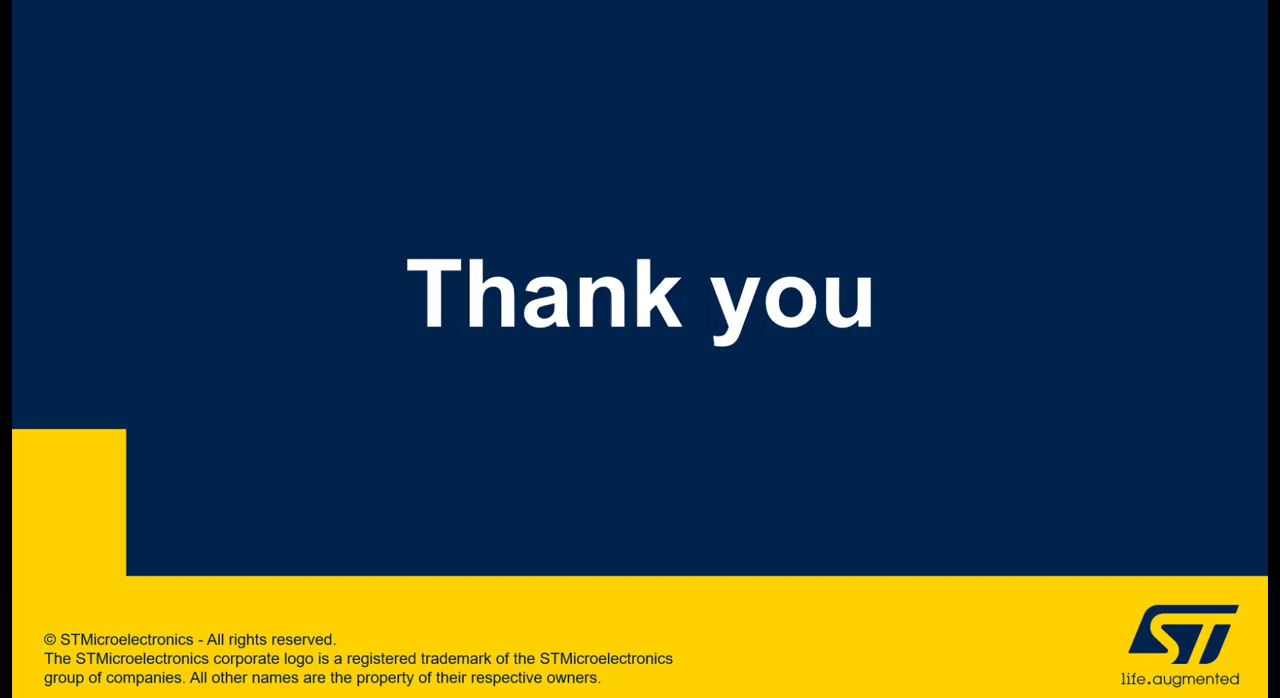 Thank you
© STMicroelectronics - All rights reserved.
The STMicroelectronics corporate logo is a registered trademark of the STMicroelectronics
group of companies. All other names are the property of their respective owners.
ST
life.augmented